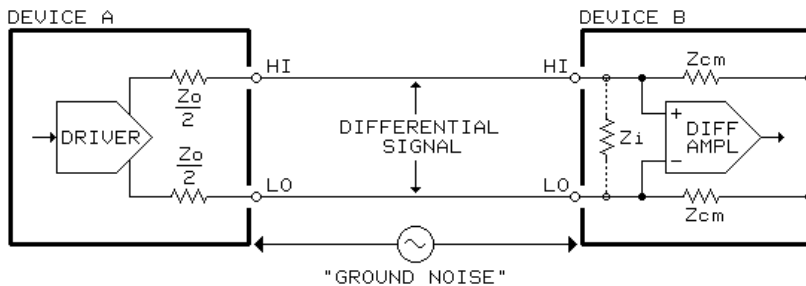 DEVICE A
DEVICE B
HI
HI
Zcm
Zo
2
DRIVER
DIFFERENTIAL
SIGNAL
Zi
+
−
DIFF
AMPL
Zo
2
LO
LO
Zcm
"GROUND NOISE"